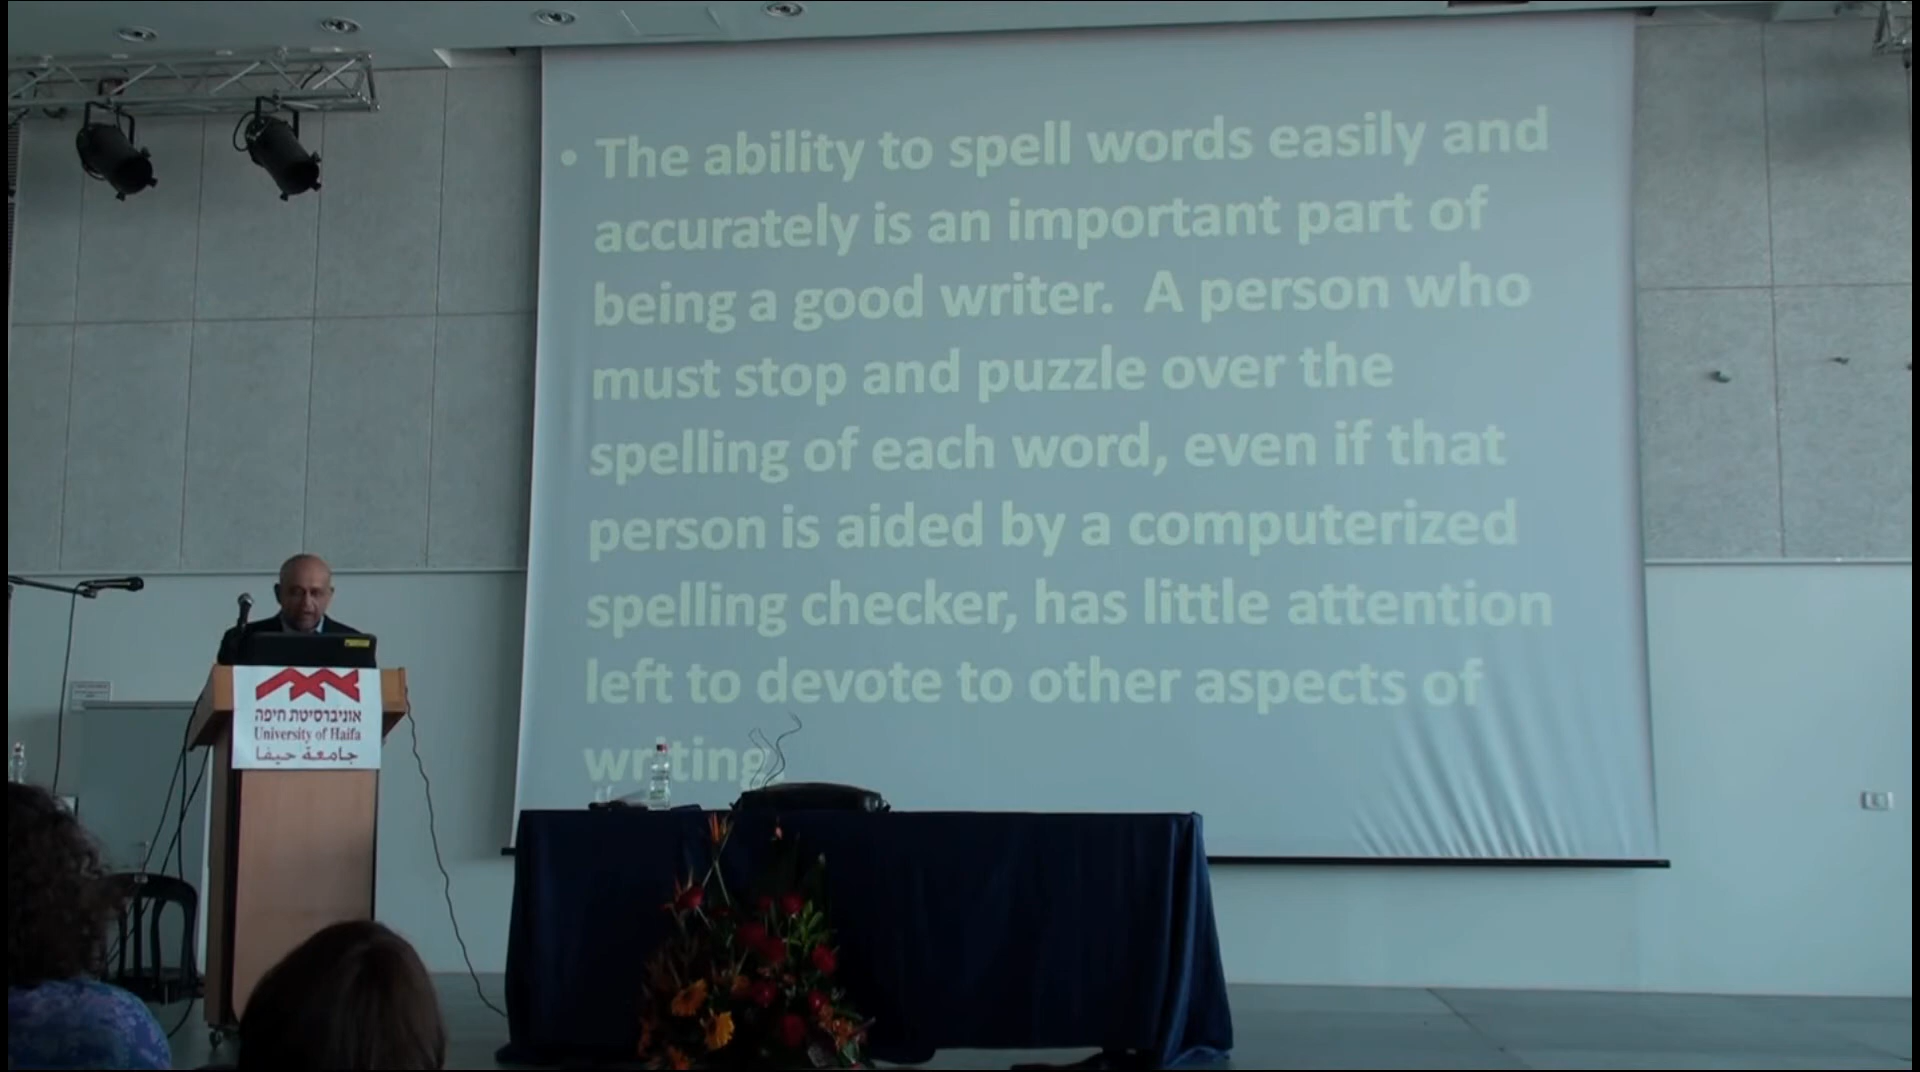 • The ability to spell words easily and
accurately is an important part of
being a good writer.  A person who
must stop and puzzle over the
spelling of each word, even if that
person is aided by a computerized
spelling checker, has little attention
left to devote to other aspects of
writing.
אוניברסיטת חיפה
University of Haifa
جامعة حيفا